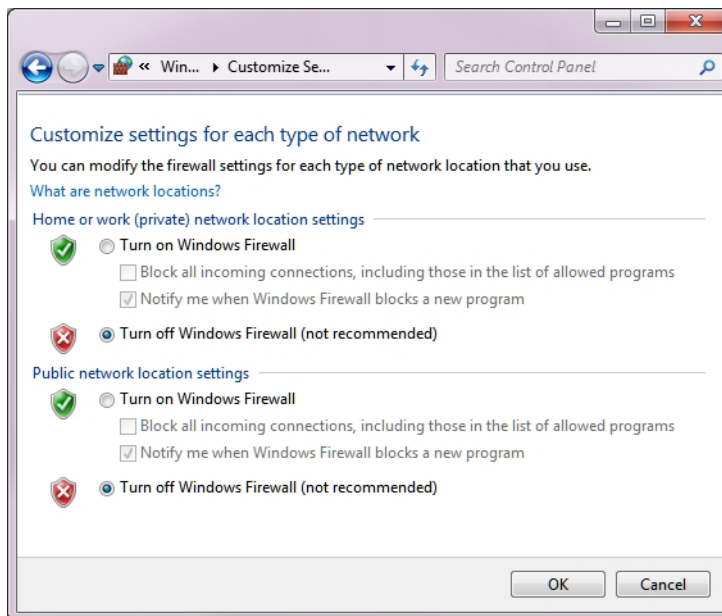 « Win... ▸ Customize Se...
Search Control Panel
Customize settings for each type of network
You can modify the firewall settings for each type of network location that you use.
What are network locations?
Home or work (private) network location settings
Turn on Windows Firewall
Block all incoming connections, including those in the list of allowed programs
Notify me when Windows Firewall blocks a new program
Turn off Windows Firewall (not recommended)
Public network location settings
Turn on Windows Firewall
Block all incoming connections, including those in the list of allowed programs
Notify me when Windows Firewall blocks a new program
Turn off Windows Firewall (not recommended)
OK Cancel